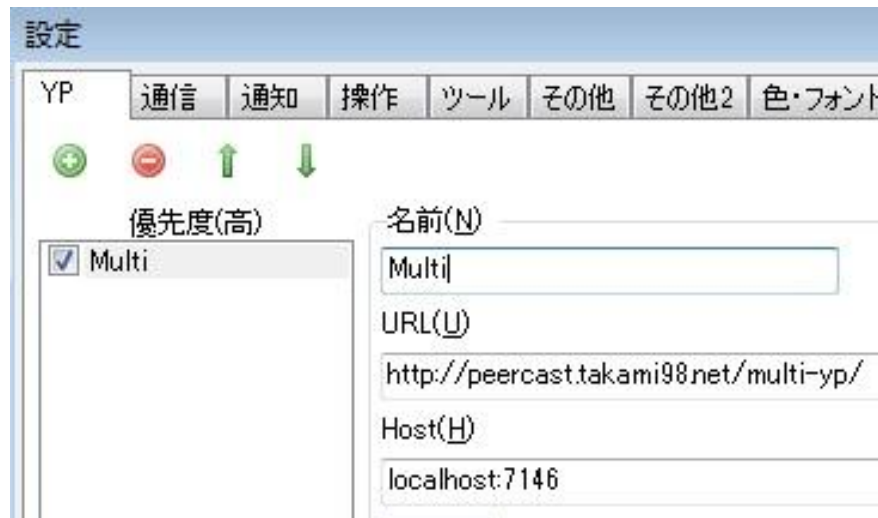 設定
YP 通信 通知 操作 ツール その他 その他2 色・フォント
優先度(高)
Multi
名前(N)
Multi
URL(U)
http://peercast.takami98.net/multi-yp/
Host(H)
localhost:7146